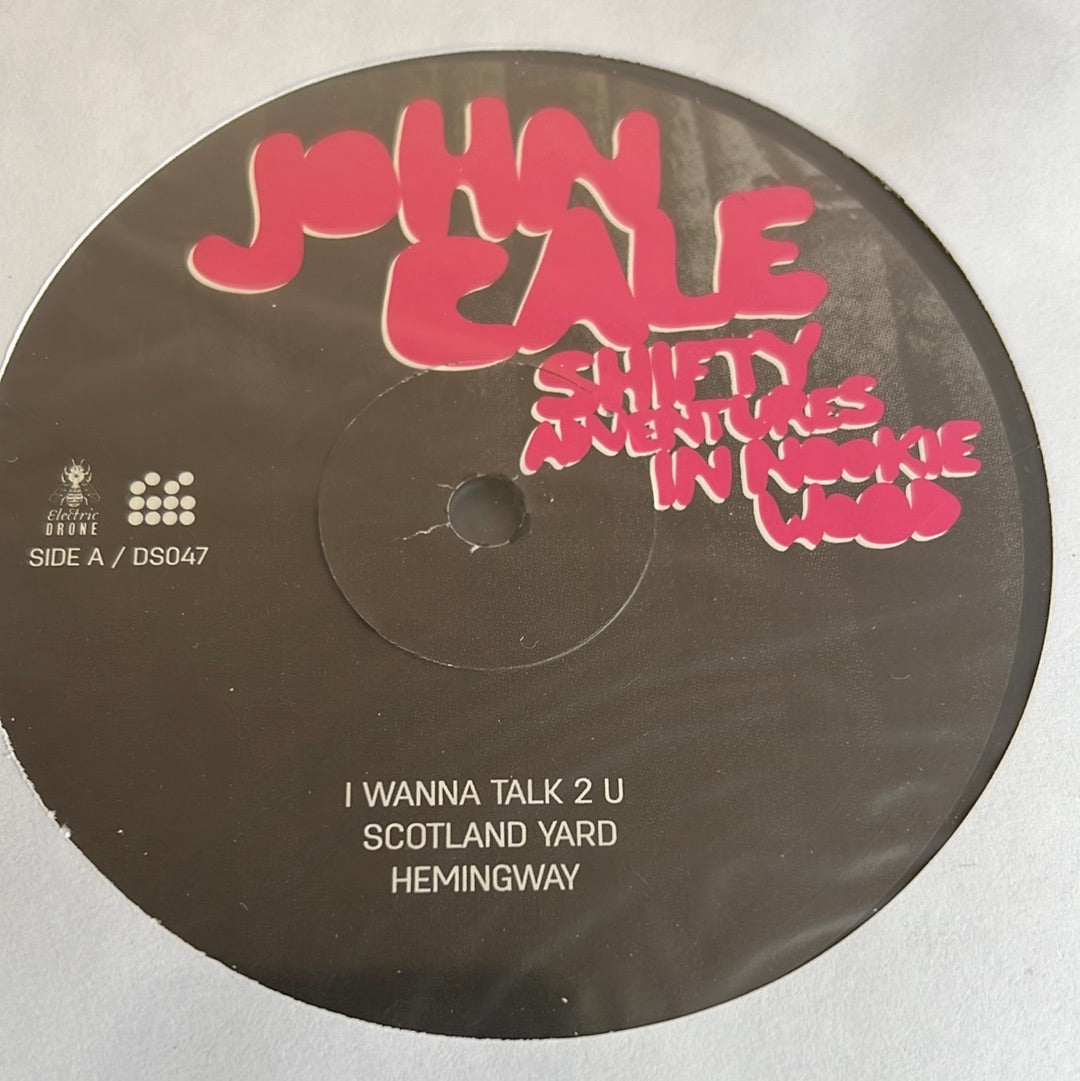 JOHN
CALE
SHIFTY
ADVENTURES
IN NOOKIE
WOOD
Electric
DRONE
SIDE A / DS047
I WANNA TALK 2 U
SCOTLAND YARD
HEMINGWAY